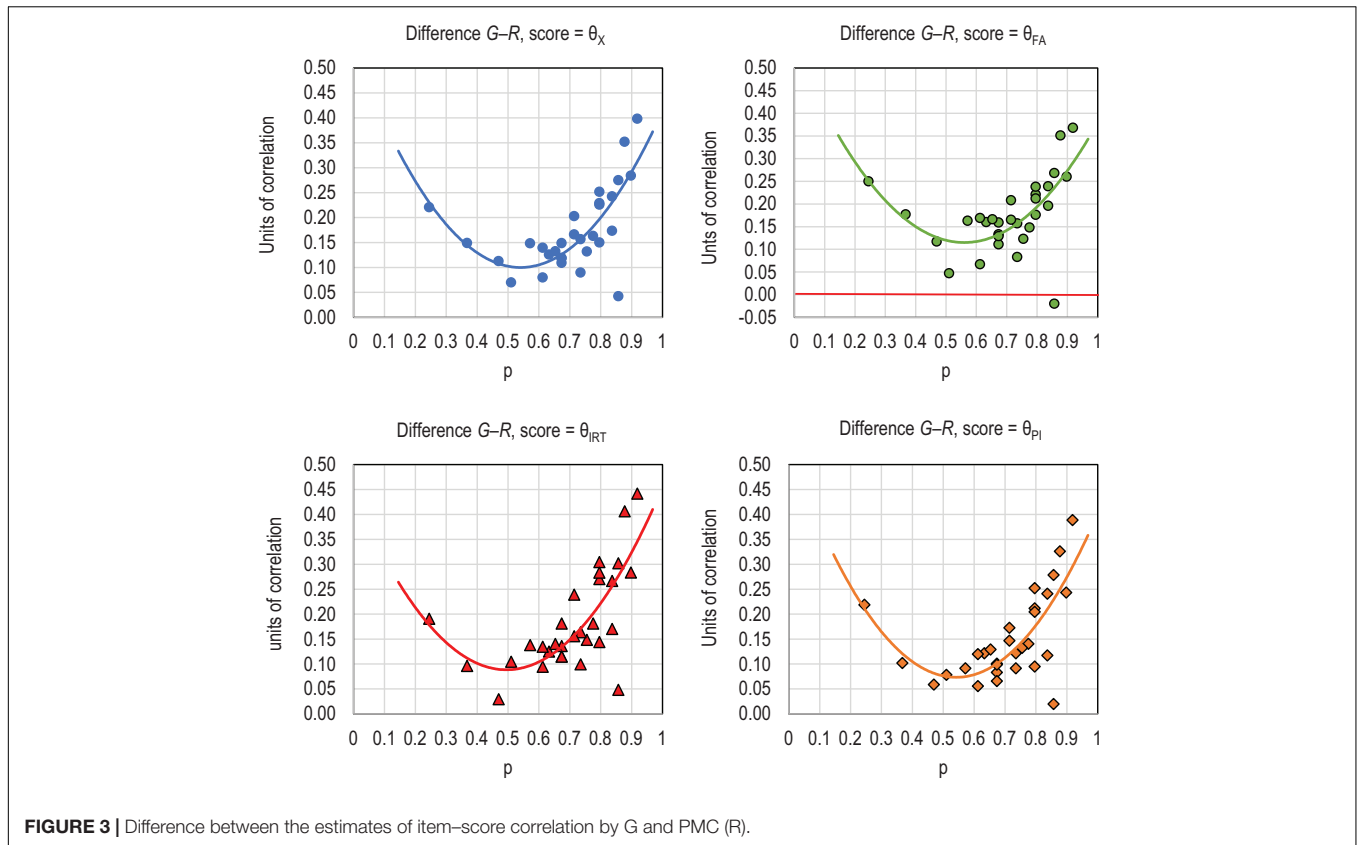 Difference G–R, score = θX
0.50
0.45
0.40
0.35
0.30
0.25
0.20
0.15
0.10
0.05
0.00
Units of correlation
0 0.1 0.2 0.3 0.4 0.5 0.6 0.7 0.8 0.9 1
p
Difference G–R, score = θFA
0.50
0.45
0.40
0.35
0.30
0.25
0.20
0.15
0.10
0.05
0.00
-0.05
Unts of correlation
0 0.1 0.2 0.3 0.4 0.5 0.6 0.7 0.8 0.9 1
p
Difference G–R, score = θIRT
0.50
0.45
0.40
0.35
0.30
0.25
0.20
0.15
0.10
0.05
0.00
units of correlation
0 0.1 0.2 0.3 0.4 0.5 0.6 0.7 0.8 0.9 1
p
Difference G–R, score = θPI
0.50
0.45
0.40
0.35
0.30
0.25
0.20
0.15
0.10
0.05
0.00
Units of correlation
0 0.1 0.2 0.3 0.4 0.5 0.6 0.7 0.8 0.9 1
p
FIGURE 3 | Difference between the estimates of item–score correlation by G and PMC (R).